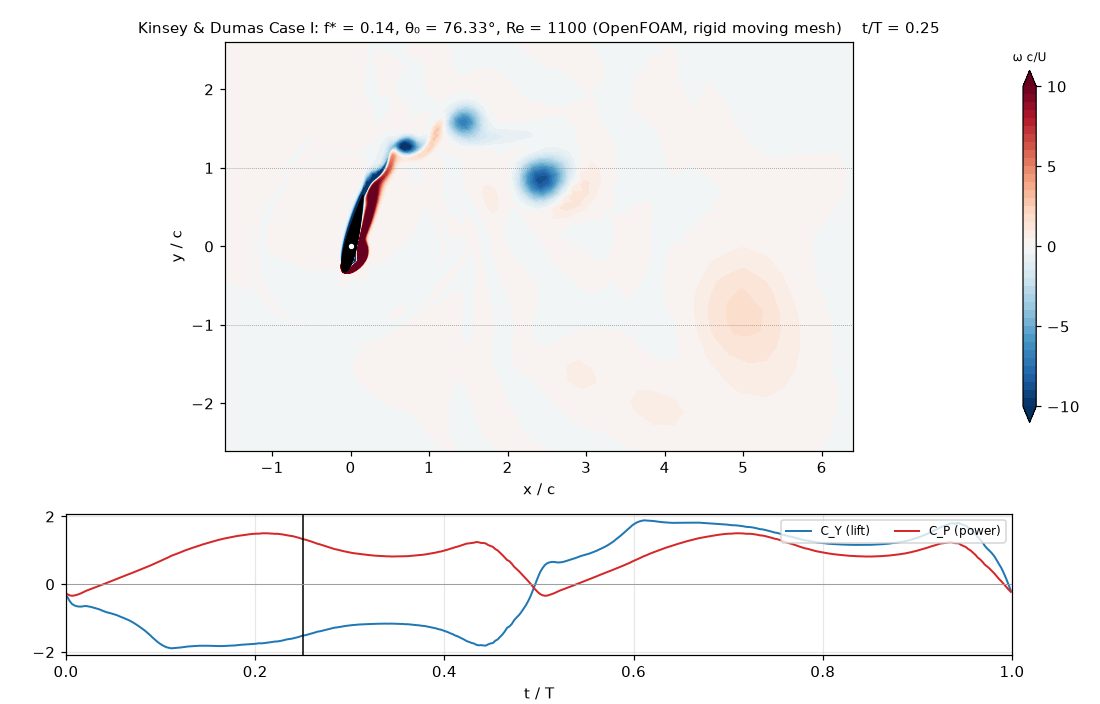 Kinsey & Dumas Case I: f* = 0.14, θ₀ = 76.33°, Re = 1100 (OpenFOAM, rigid moving mesh)    t/T = 0.25
ω c/U
10
5
0
−5
−10
y / c
2
1
0
−1
−2
−1 0 1 2 3 4 5 6
x / c
2
0
−2
C_Y (lift) C_P (power)
0.0 0.2 0.4 0.6 0.8 1.0
t / T